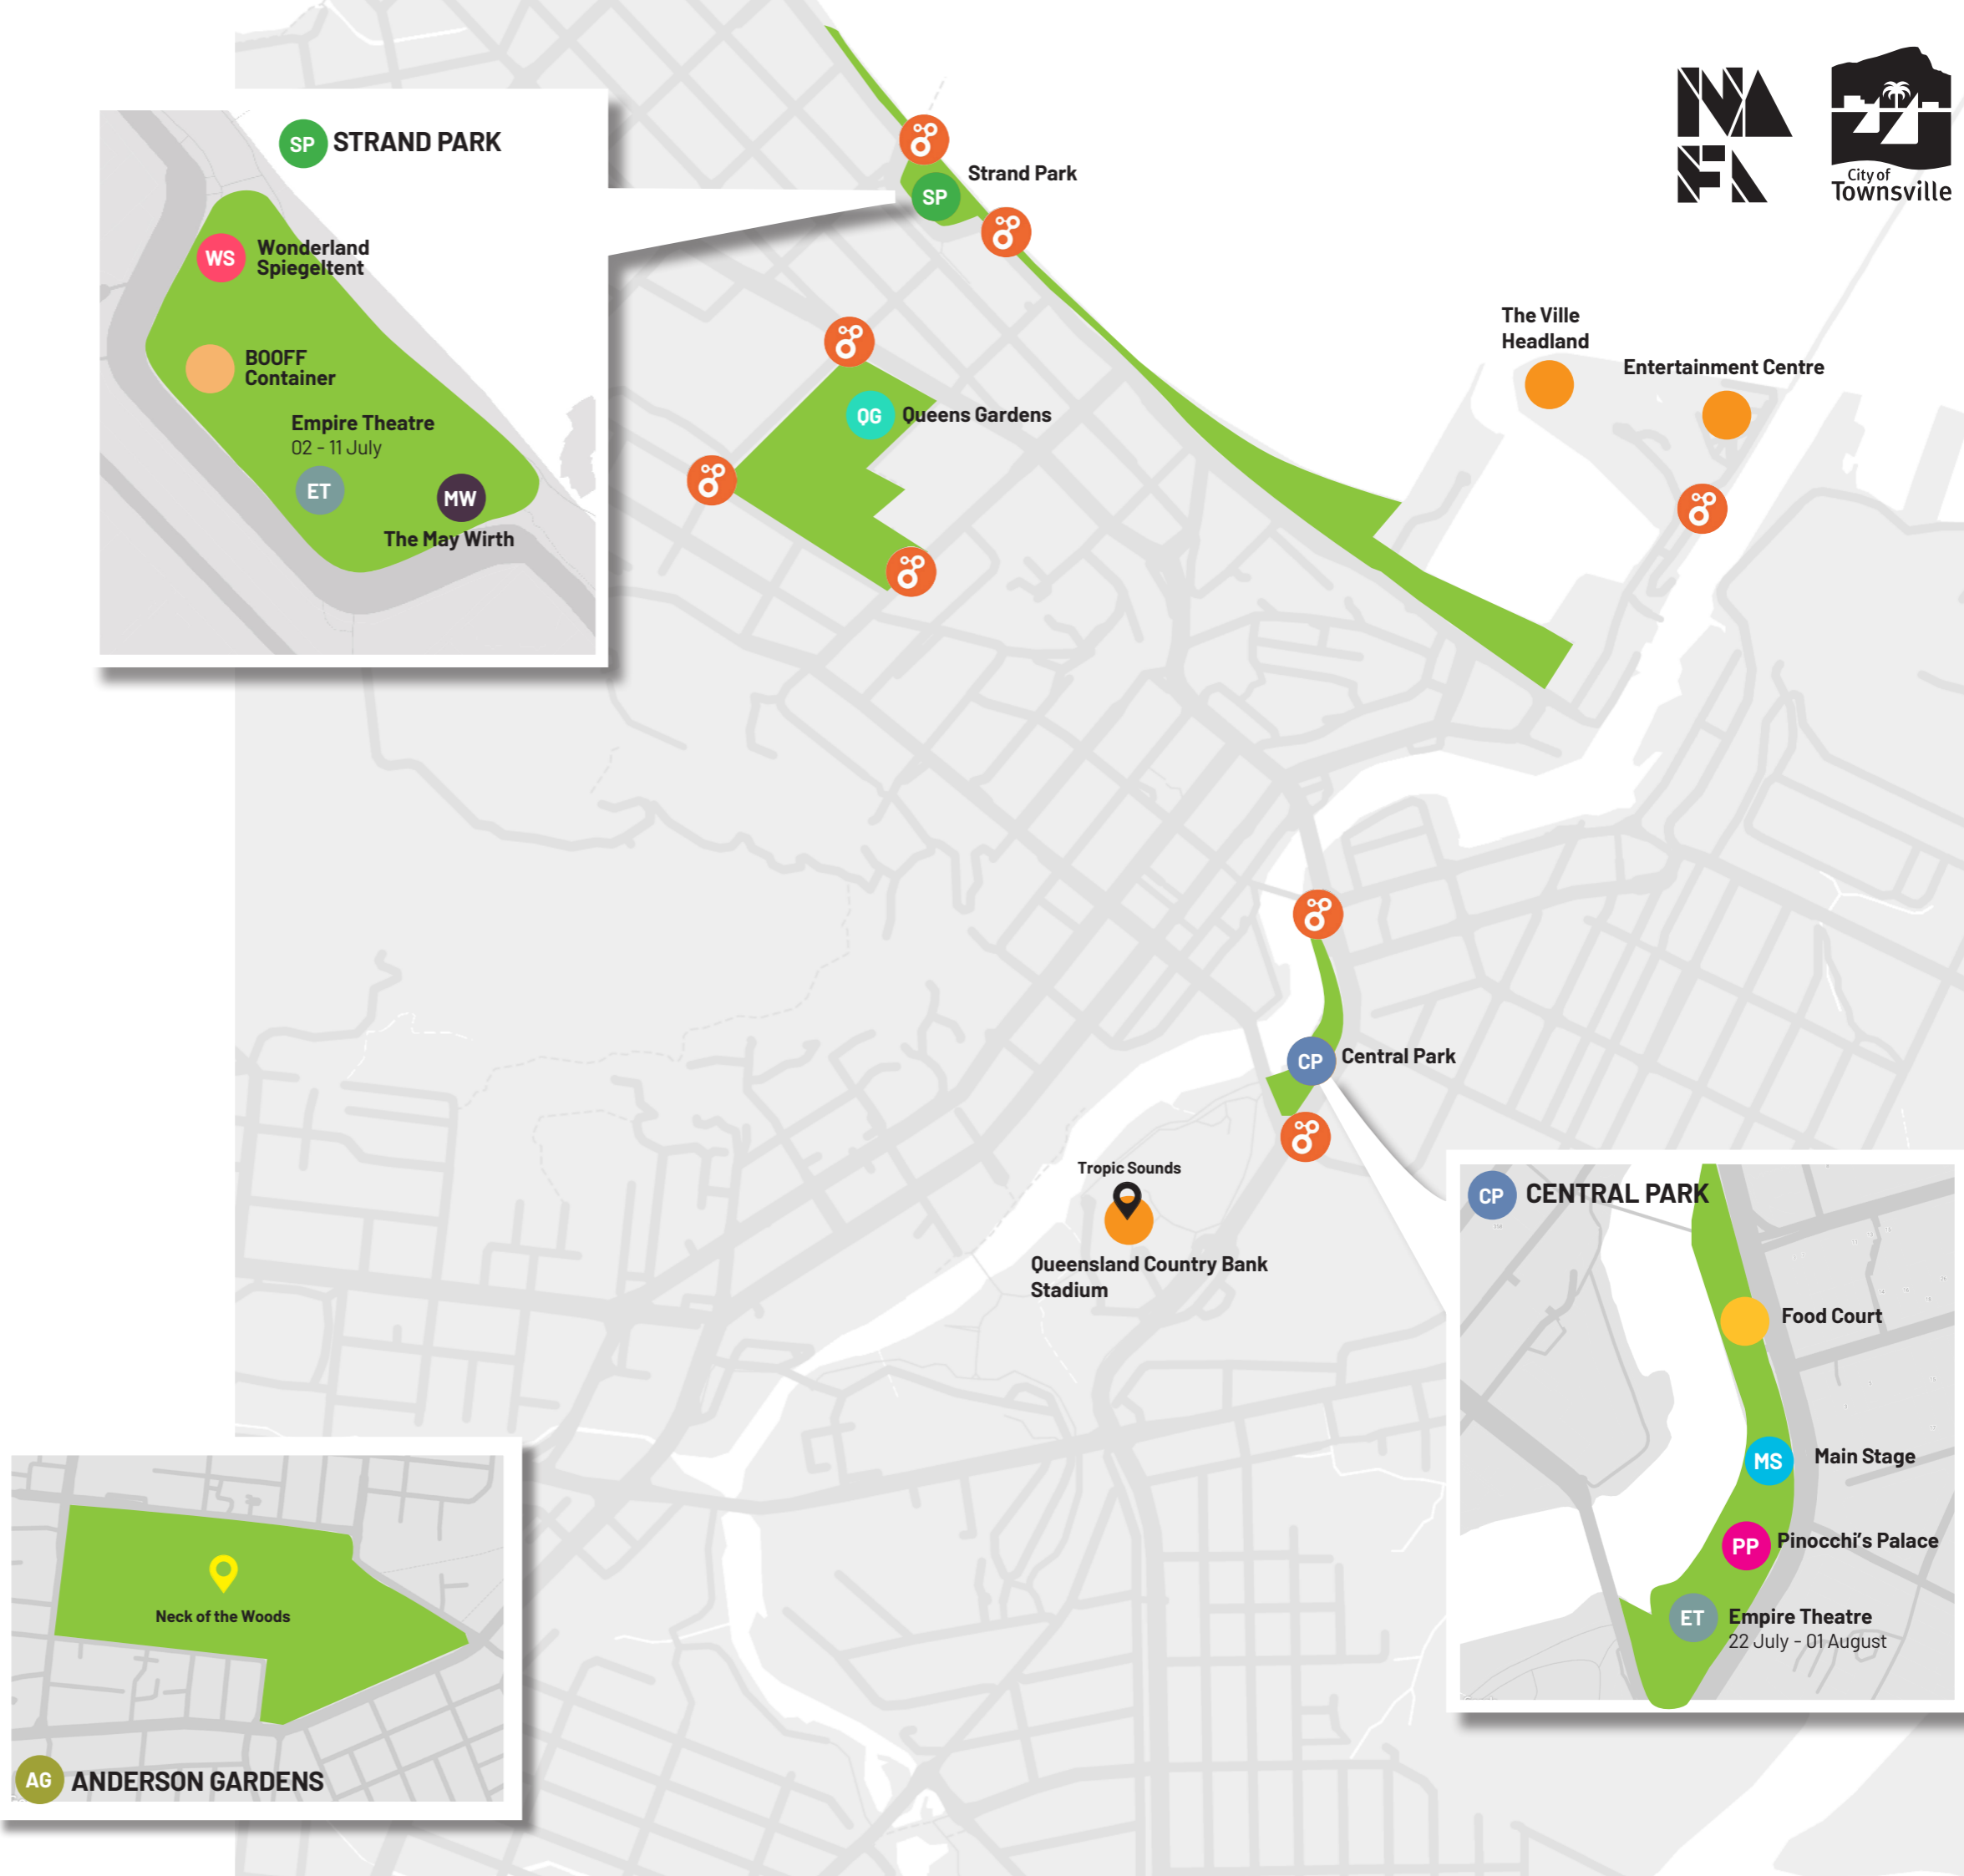 NA
FA
City of
Townsville
SP STRAND PARK
WS Wonderland
Spiegeltent
BOOFF
Container
Empire Theatre
02 - 11 July
ET
MW
The May Wirth
Strand Park
SP
The Ville
Headland
Entertainment Centre
QG Queens Gardens
CP Central Park
Tropic Sounds
Queensland Country Bank
Stadium
CP CENTRAL PARK
Food Court
MS Main Stage
PP Pinocchi's Palace
ET Empire Theatre
22 July - 01 August
Neck of the Woods
AG ANDERSON GARDENS